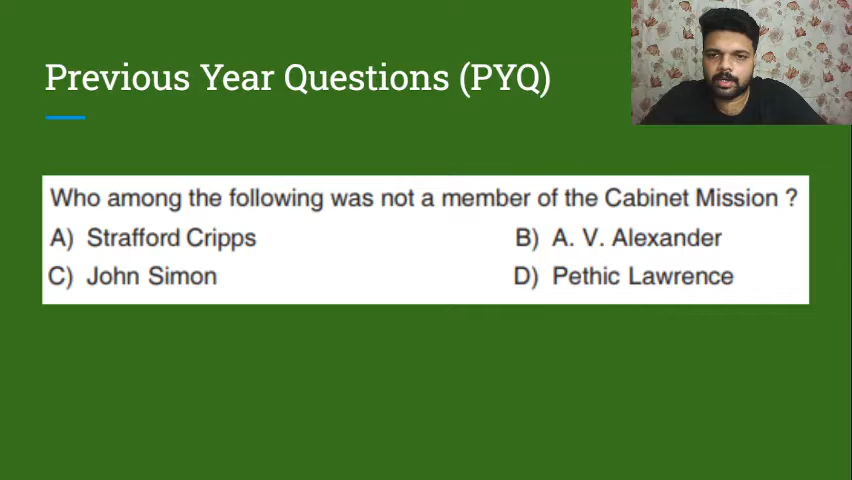 Previous Year Questions (PYQ)
Who among the following was not a member of the Cabinet Mission ?
A) Strafford Cripps B) A. V. Alexander
C) John Simon D) Pethic Lawrence